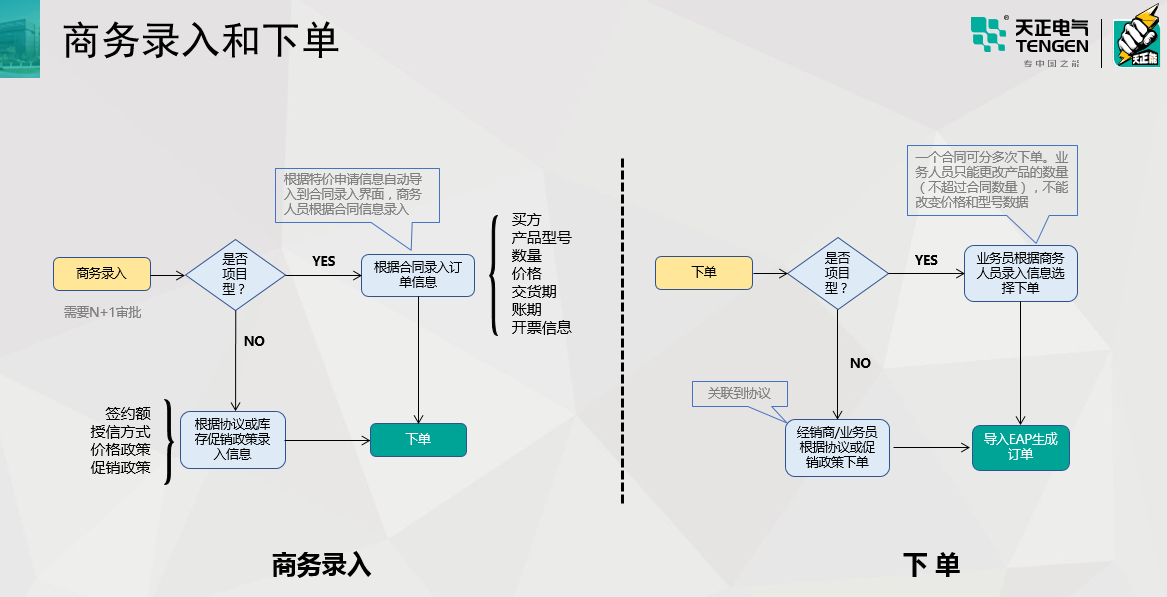 商务录入和下单
天正电气
TENGEN
专中国之能
天正能
根据特价申请信息自动导
入到合同录入界面，商务
人员根据合同信息录入
商务录入
需要N+1审批
是否
项目
型？
YES
根据合同录入订
单信息
买方
产品型号
数量
价格
交货期
账期
开票信息
NO
签约额
授信方式
价格政策
促销政策
根据协议或库
存促销政策录
入信息
下单
商务录入
一个合同可分多次下单。业
务人员只能更改产品的数量
（不超过合同数量），不能
改变价格和型号数据
下单
是否
项目
型？
YES
业务员根据商务
人员录入信息选
择下单
NO
关联到协议
经销商/业务员
根据协议或促
销政策下单
导入EAP生成
订单
下 单